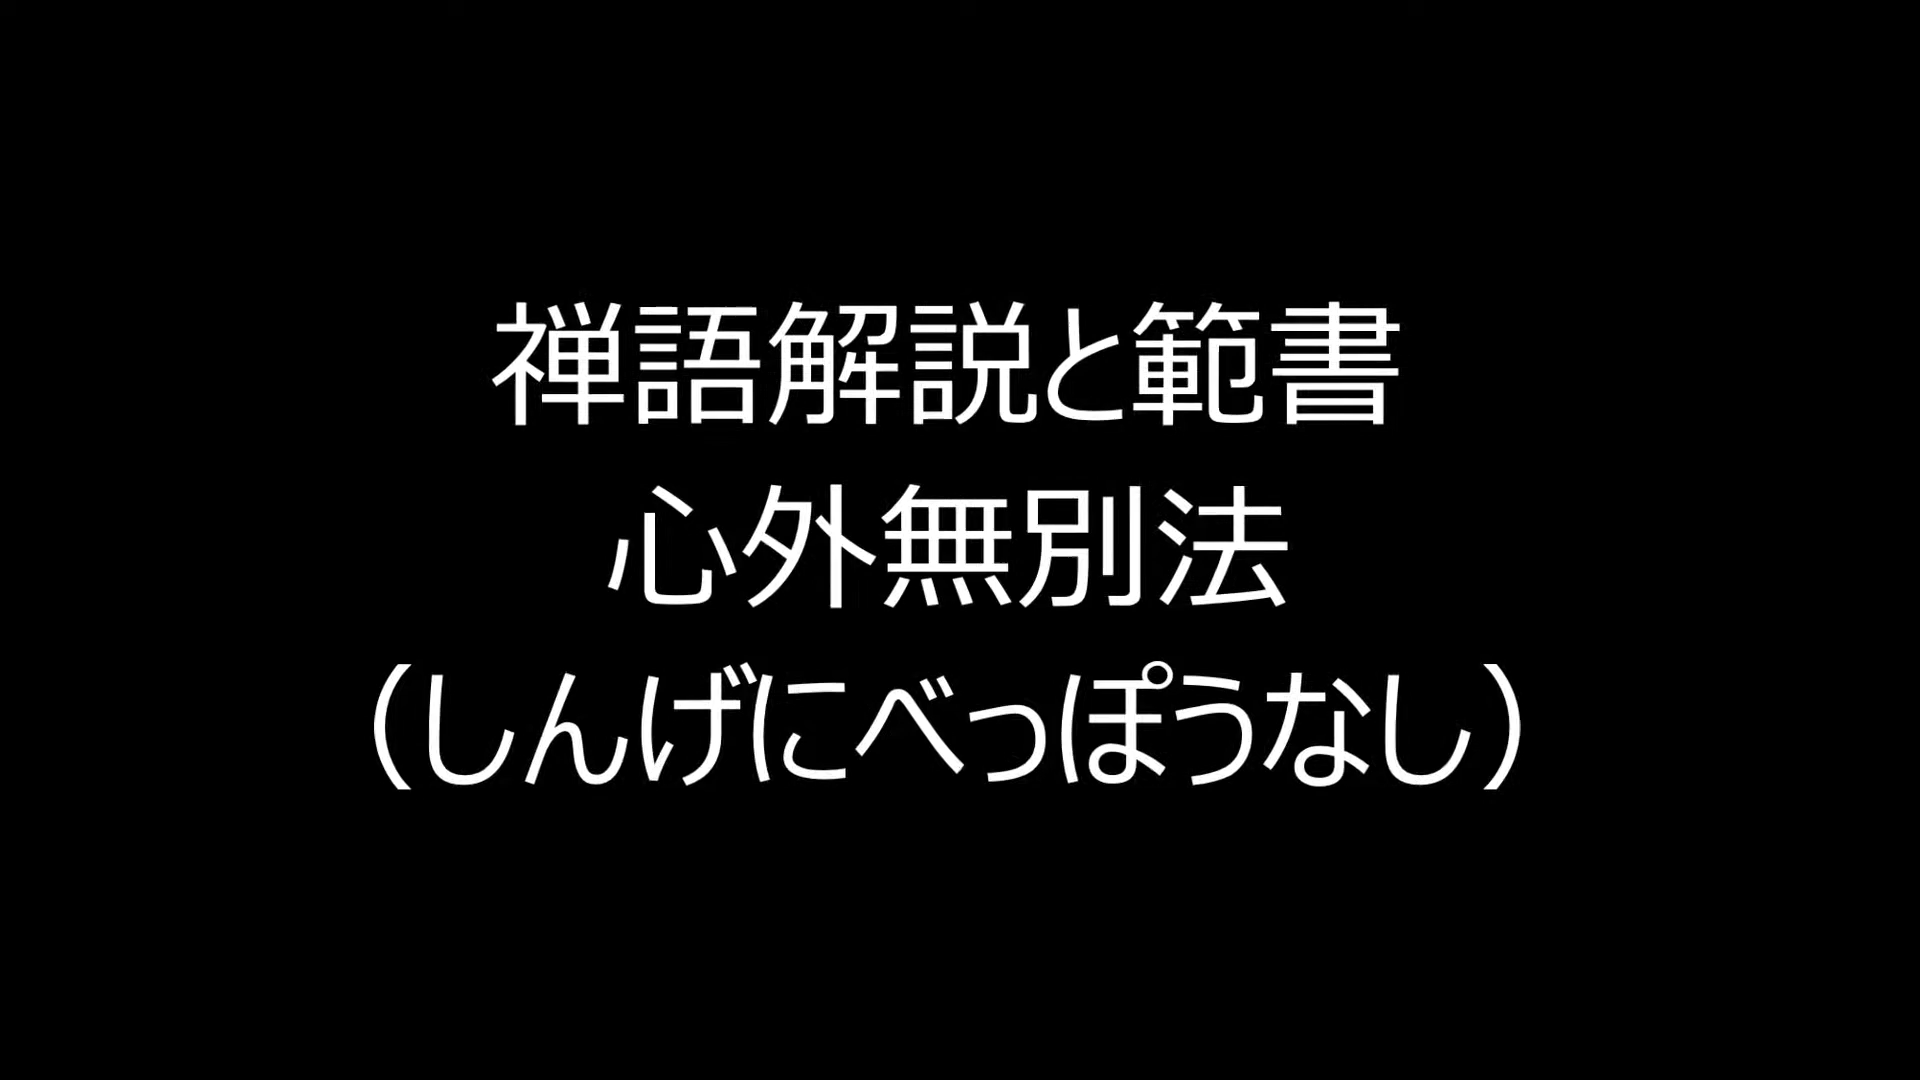 禅語解説と範書
心外無別法
（しんげにべっぽうなし）